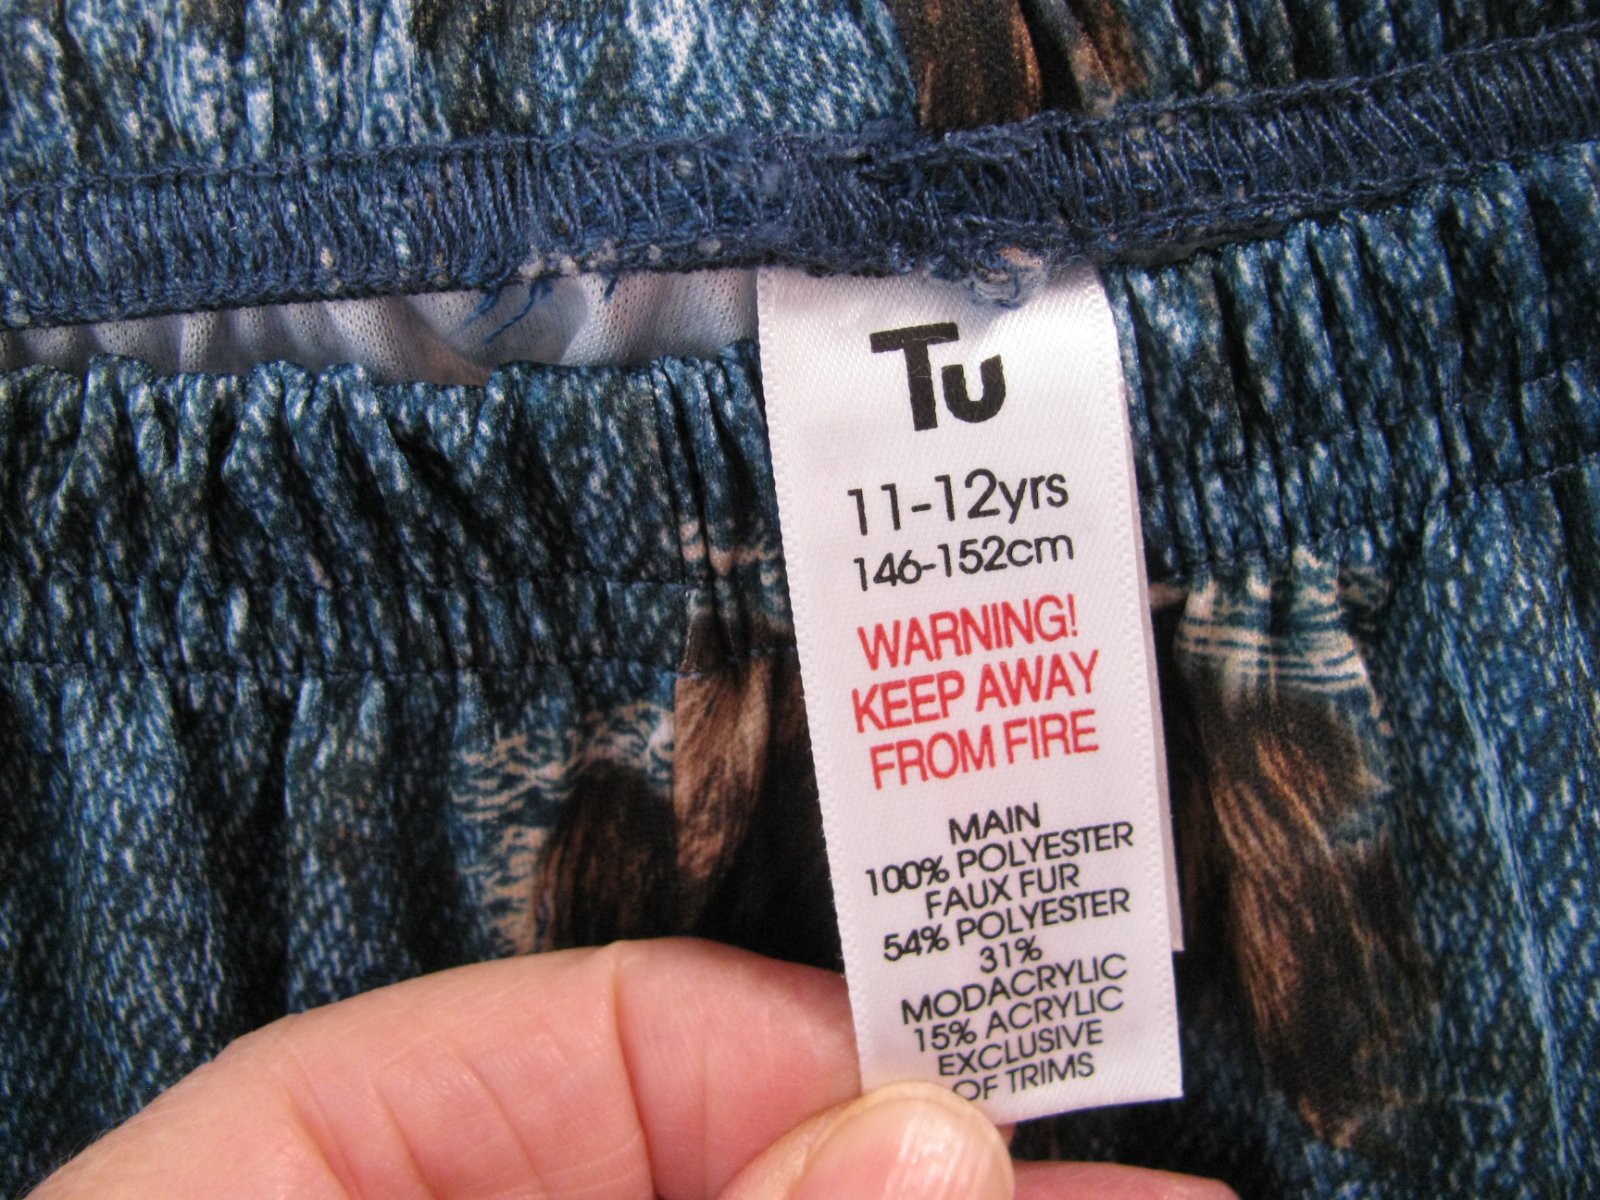 Tu
11-12yrs
146-152cm
WARNING!
KEEP AWAY
FROM FIRE
MAIN
100% POLYESTER
FAUX FUR
54% POLYESTER
31%
MODACRYLIC
15% ACRYLIC
EXCLUSIVE
OF TRIMS